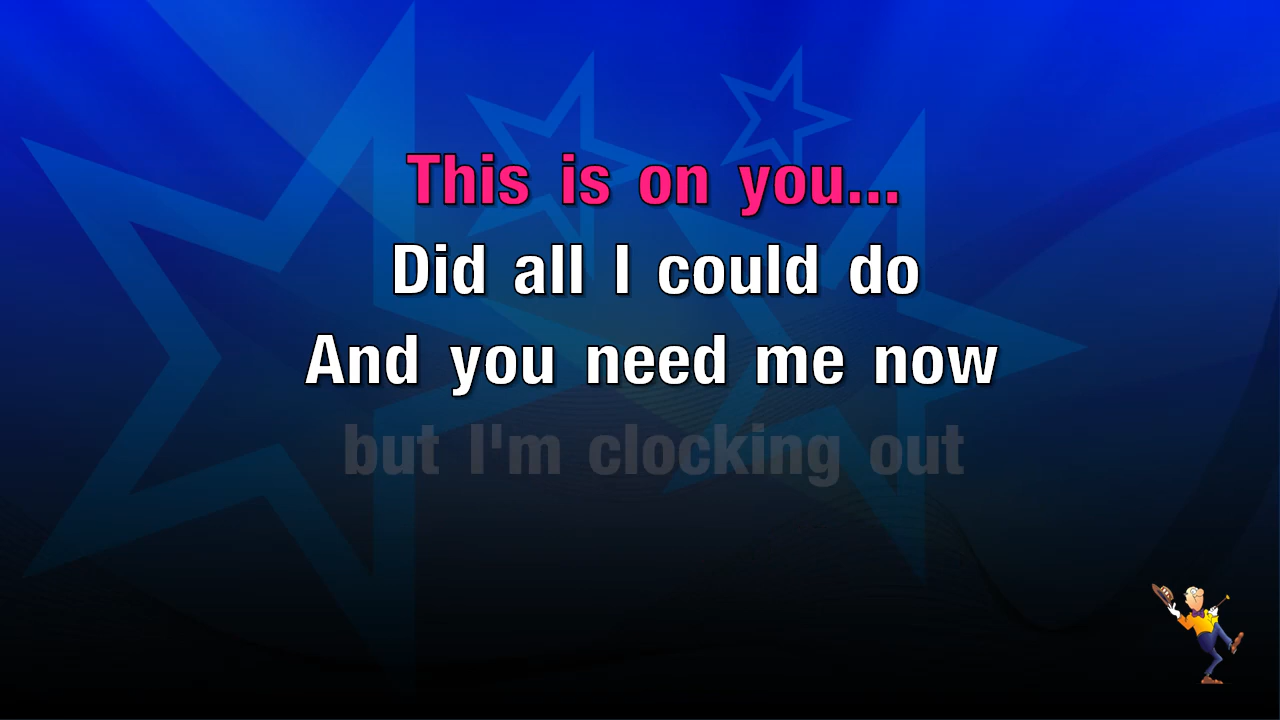 This is on you...
Did all I could do
And you need me now
but I'm clocking out